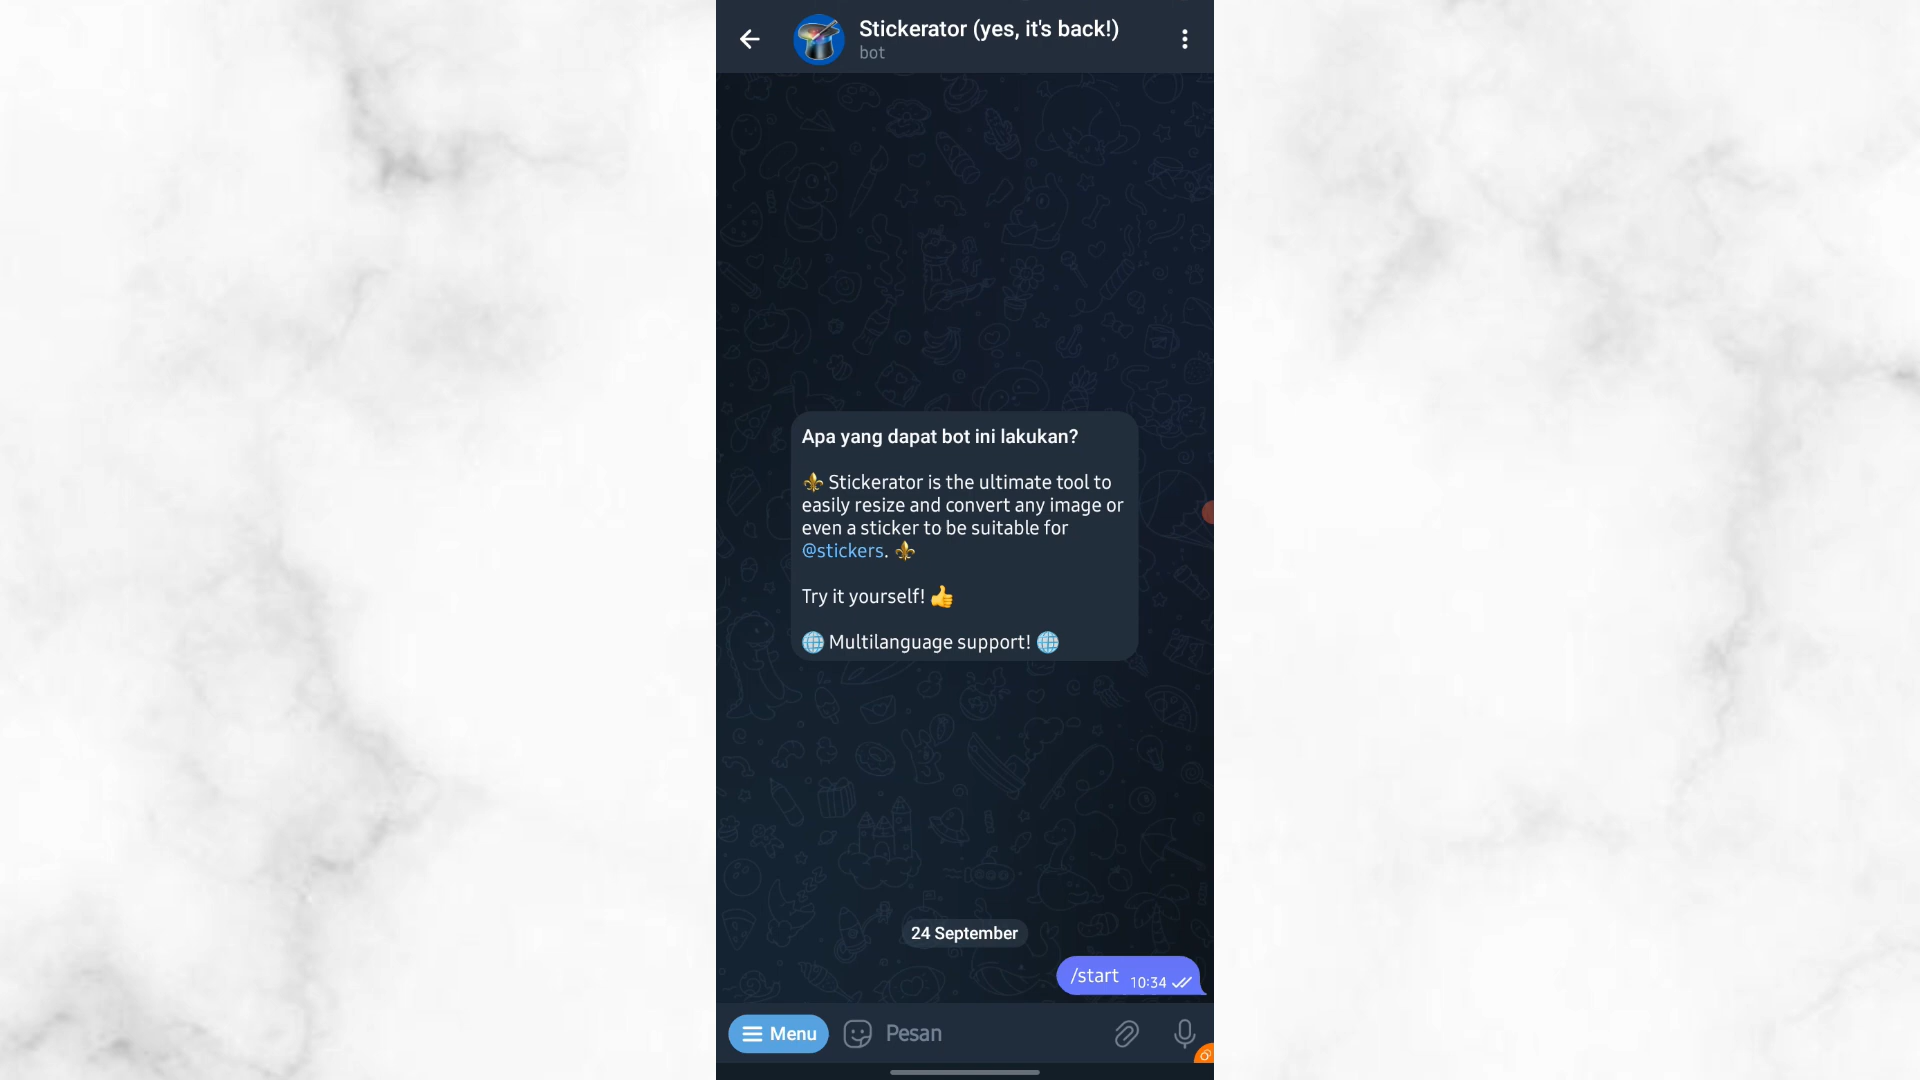 Stickerator (yes, it's back!)
bot
Apa yang dapat bot ini lakukan?
⚜️ Stickerator is the ultimate tool to
easily resize and convert any image or
even a sticker to be suitable for
@stickers. ⚜️
Try it yourself! 👍
🌐 Multilanguage support! 🌐
24 September
/start 10:34
Menu
Pesan